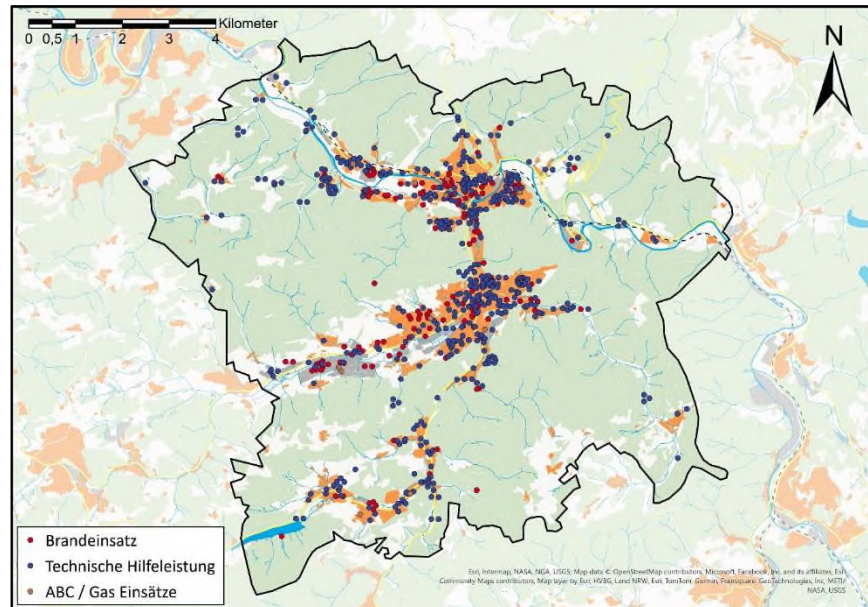 Kilometer
0 0,5 1 2 3 4
N
Brandeinsatz
Technische Hilfeleistung
ABC / Gas Einsätze
Esri, Intermap, NASA, NGA, USGS; Map data © OpenStreetMap contributors, Microsoft, Facebook, Inc. and its affiliates, Esri
Community Maps contributors, Map layer by Esri; HVBG, Land NRW, Esri, TomTom, Garmin, Foursquare, GeoTechnologies, Inc, METI/
NASA, USGS